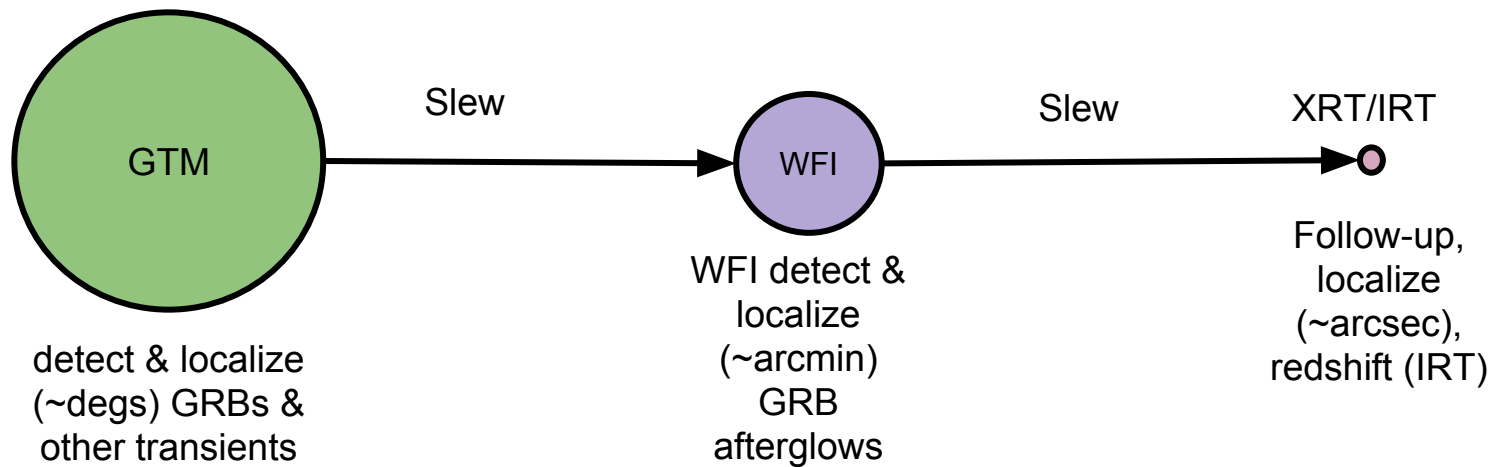 GTM
detect & localize
(~degs) GRBs &
other transients
Slew
WFI
WFI detect &
localize
(~arcmin)
GRB
afterglows
Slew
XRT/IRT
Follow-up,
localize
(~arcsec),
redshift (IRT)